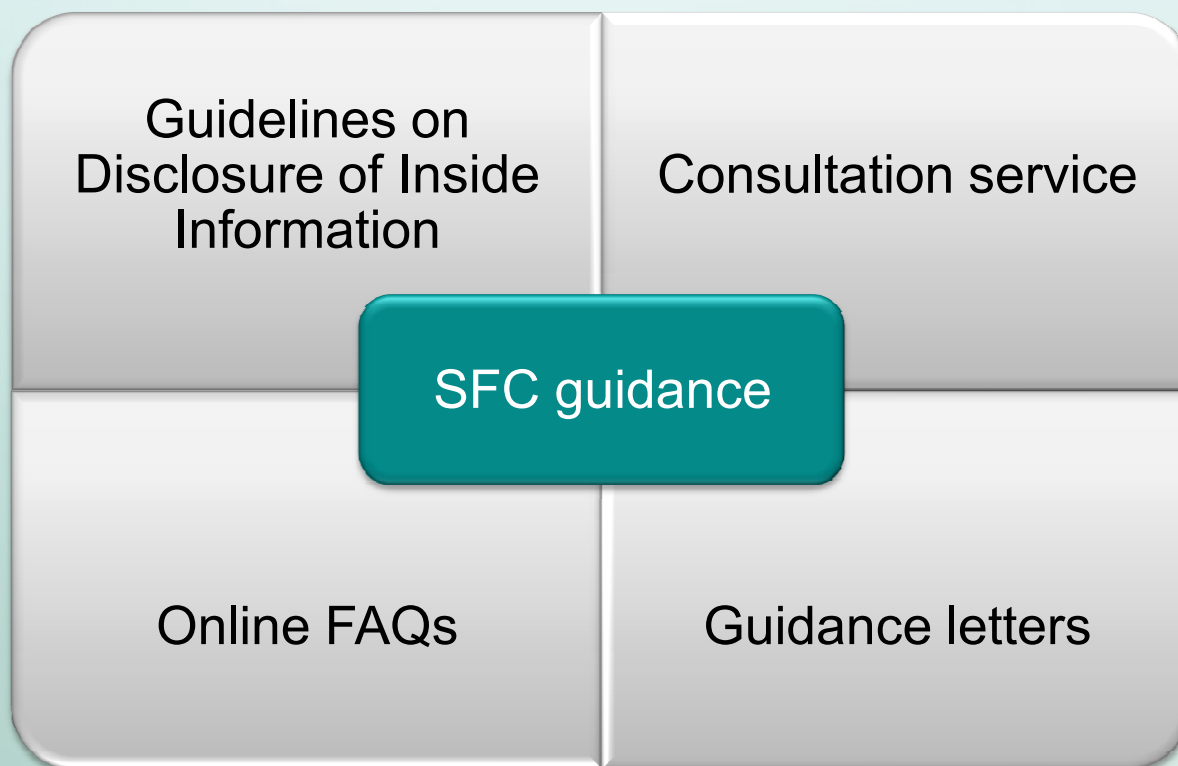 Guidelines on
Disclosure of Inside
Information
Consultation service
SFC guidance
Online FAQs
Guidance letters